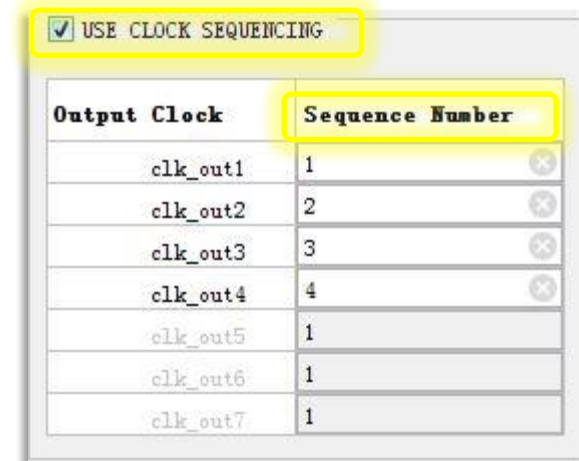 USE CLOCK SEQUENCING
Output Clock Sequence Number
clk_out1 1
clk_out2 2
clk_out3 3
clk_out4 4
clk_out5 1
clk_out6 1
clk_out7 1